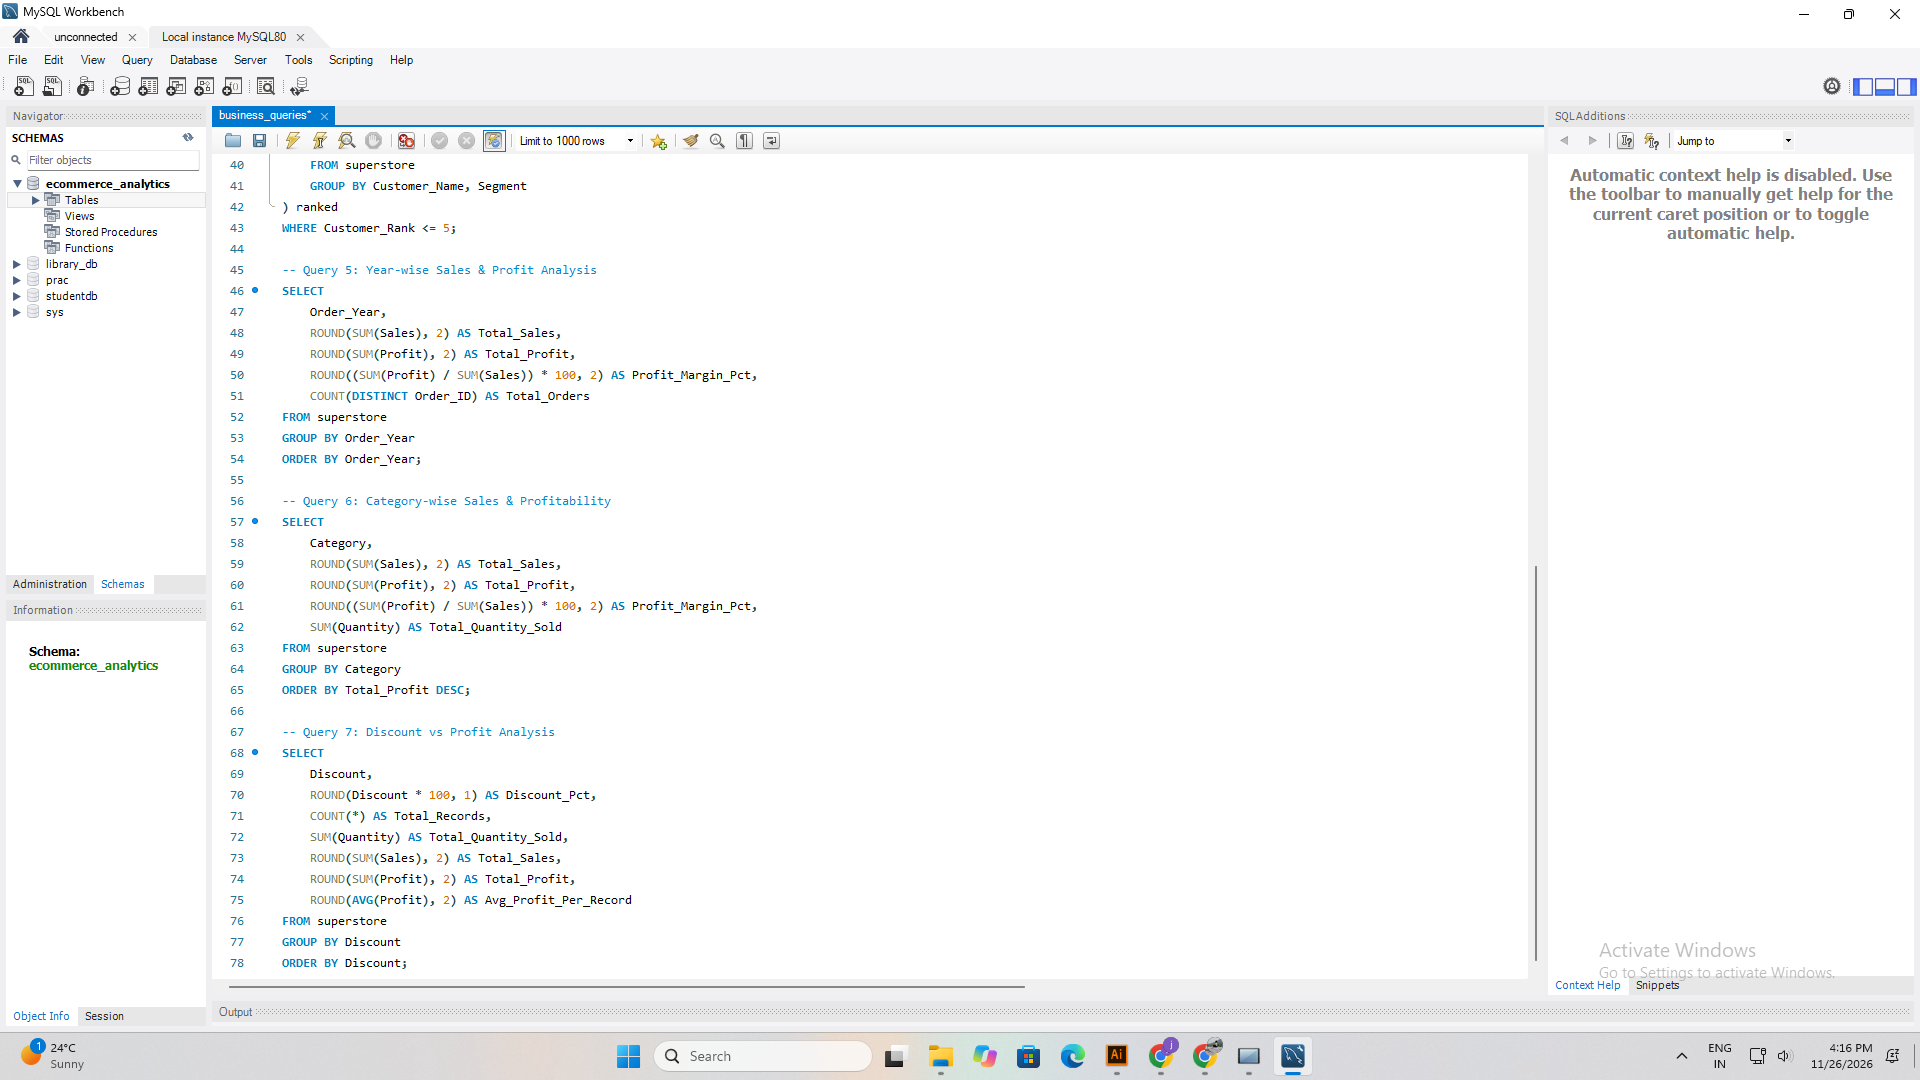 MySQL Workbench
unconnected
Local instance MySQL80
File Edit View Query Database Server Tools Scripting Help
Navigator
SCHEMAS
Filter objects
ecommerce_analytics
Tables
Views
Stored Procedures
Functions
library_db
prac
studentdb
sys
Administration Schemas
Information
Schema:
ecommerce_analytics
Object Info Session
business_queries*
Limit to 1000 rows
40 FROM superstore
41 GROUP BY Customer_Name, Segment
42 ) ranked
43 WHERE Customer_Rank <= 5;
44
45 -- Query 5: Year-wise Sales & Profit Analysis
46 SELECT
47 Order_Year,
48 ROUND(SUM(Sales), 2) AS Total_Sales,
49 ROUND(SUM(Profit), 2) AS Total_Profit,
50 ROUND((SUM(Profit) / SUM(Sales)) * 100, 2) AS Profit_Margin_Pct,
51 COUNT(DISTINCT Order_ID) AS Total_Orders
52 FROM superstore
53 GROUP BY Order_Year
54 ORDER BY Order_Year;
55
56 -- Query 6: Category-wise Sales & Profitability
57 SELECT
58 Category,
59 ROUND(SUM(Sales), 2) AS Total_Sales,
60 ROUND(SUM(Profit), 2) AS Total_Profit,
61 ROUND((SUM(Profit) / SUM(Sales)) * 100, 2) AS Profit_Margin_Pct,
62 SUM(Quantity) AS Total_Quantity_Sold
63 FROM superstore
64 GROUP BY Category
65 ORDER BY Total_Profit DESC;
66
67 -- Query 7: Discount vs Profit Analysis
68 SELECT
69 Discount,
70 ROUND(Discount * 100, 1) AS Discount_Pct,
71 COUNT(*) AS Total_Records,
72 SUM(Quantity) AS Total_Quantity_Sold,
73 ROUND(SUM(Sales), 2) AS Total_Sales,
74 ROUND(SUM(Profit), 2) AS Total_Profit,
75 ROUND(AVG(Profit), 2) AS Avg_Profit_Per_Record
76 FROM superstore
77 GROUP BY Discount
78 ORDER BY Discount;
Output
SQLAdditions
Jump to
Automatic context help is disabled. Use
the toolbar to manually get help for the
current caret position or to toggle
automatic help.
Activate Windows
Go to Settings to activate Windows.
Context Help Snippets
1
24°C
Sunny
Search
Ai
j
ENG
IN
4:16 PM
11/26/2026